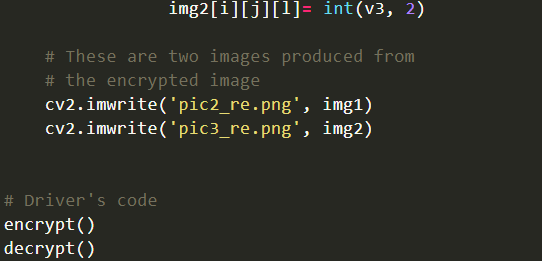 img2[i][j][l]= int(v3, 2)
# These are two images produced from
# the encrypted image
cv2.imwrite('pic2_re.png', img1)
cv2.imwrite('pic3_re.png', img2)
# Driver's code
encrypt()
decrypt()